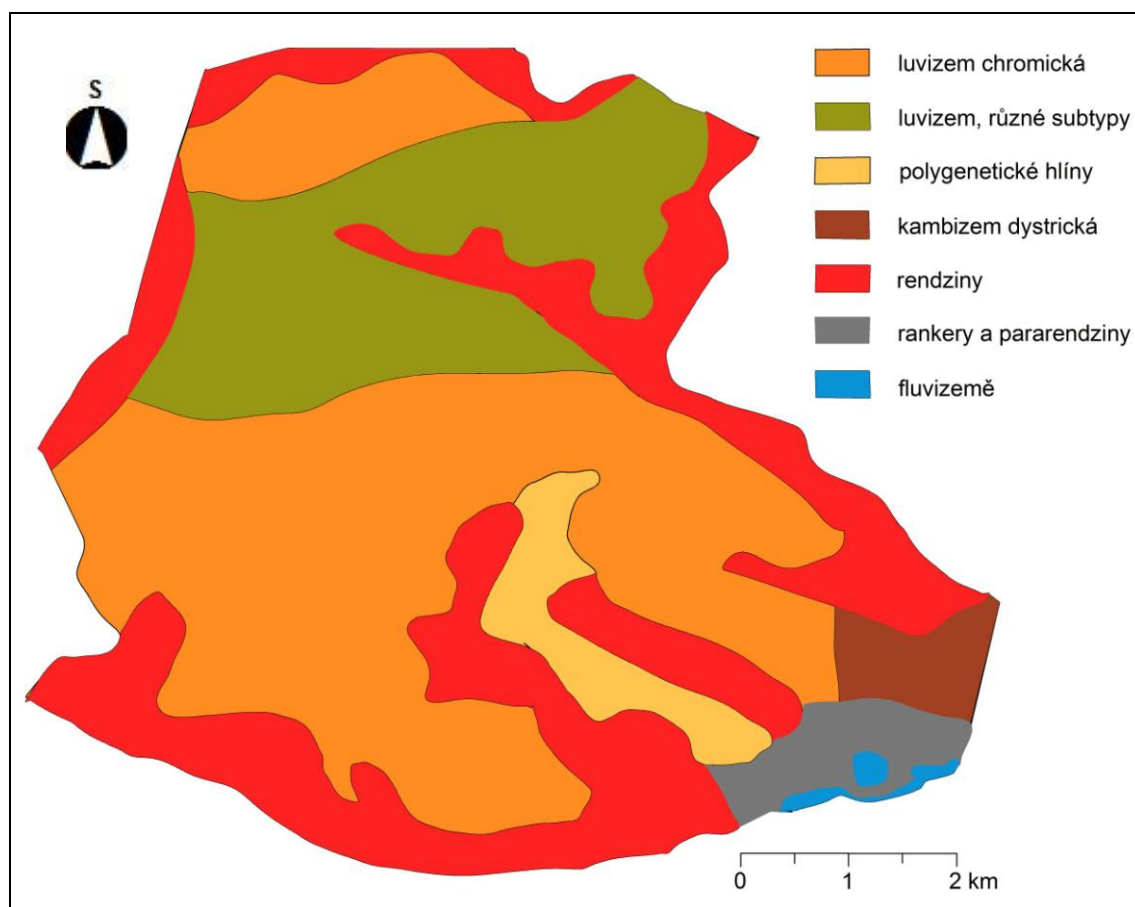 S
luvizem chromická
luvizem, různé subtypy
polygenetické hlíny
kambizem dystrická
rendziny
rankery a pararendziny
fluvizemě
0 1 2 km